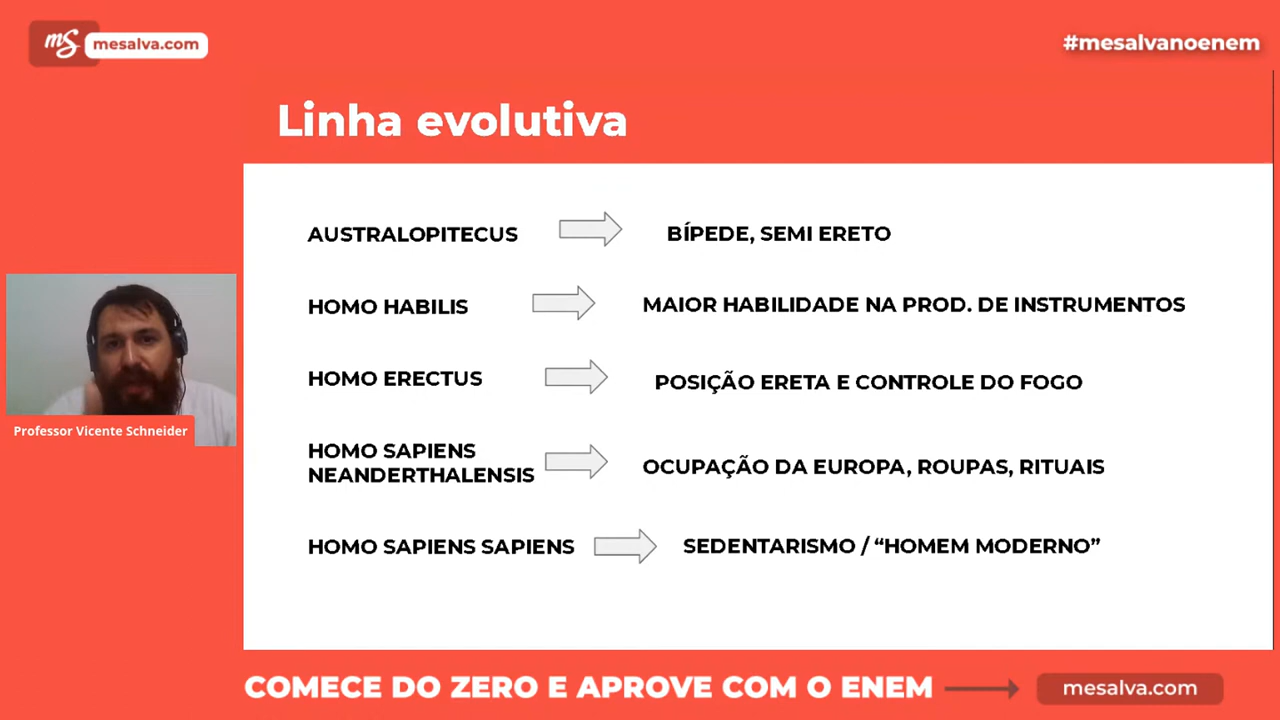 mS mesalva.com
#mesalvanoenem
Linha evolutiva
AUSTRALOPITECUS BÍPEDE, SEMI ERETO
HOMO HABILIS MAIOR HABILIDADE NA PROD. DE INSTRUMENTOS
HOMO ERECTUS POSIÇÃO ERETA E CONTROLE DO FOGO
HOMO SAPIENS
NEANDERTHALENSIS OCUPAÇÃO DA EUROPA, ROUPAS, RITUAIS
HOMO SAPIENS SAPIENS SEDENTARISMO / “HOMEM MODERNO”
Professor Vicente Schneider
COMECE DO ZERO E APROVE COM O ENEM mesalva.com